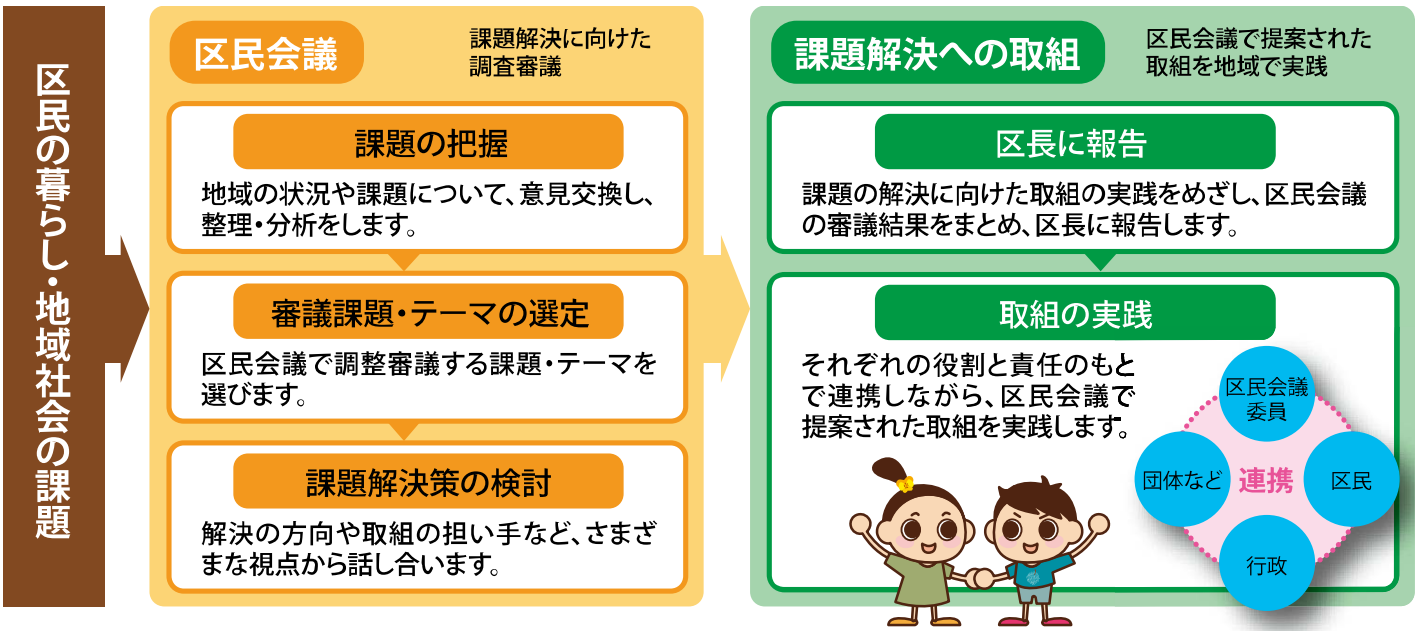 区民の暮らし・地域社会の課題
区民会議
課題解決に向けた
調査審議
課題の把握
地域の状況や課題について、意見交換し、
整理・分析をします。
審議課題・テーマの選定
区民会議で調整審議する課題・テーマを
選びます。
課題解決策の検討
解決の方向や取組の担い手など、さまざ
まな視点から話し合います。
課題解決への取組
区民会議で提案された
取組を地域で実践
区長に報告
課題の解決に向けた取組の実践をめざし、区民会議
の審議結果をまとめ、区長に報告します。
取組の実践
それぞれの役割と責任のもと
で連携しながら、区民会議で
提案された取組を実践します。
区民会議
委員
団体など
連携
区民
行政